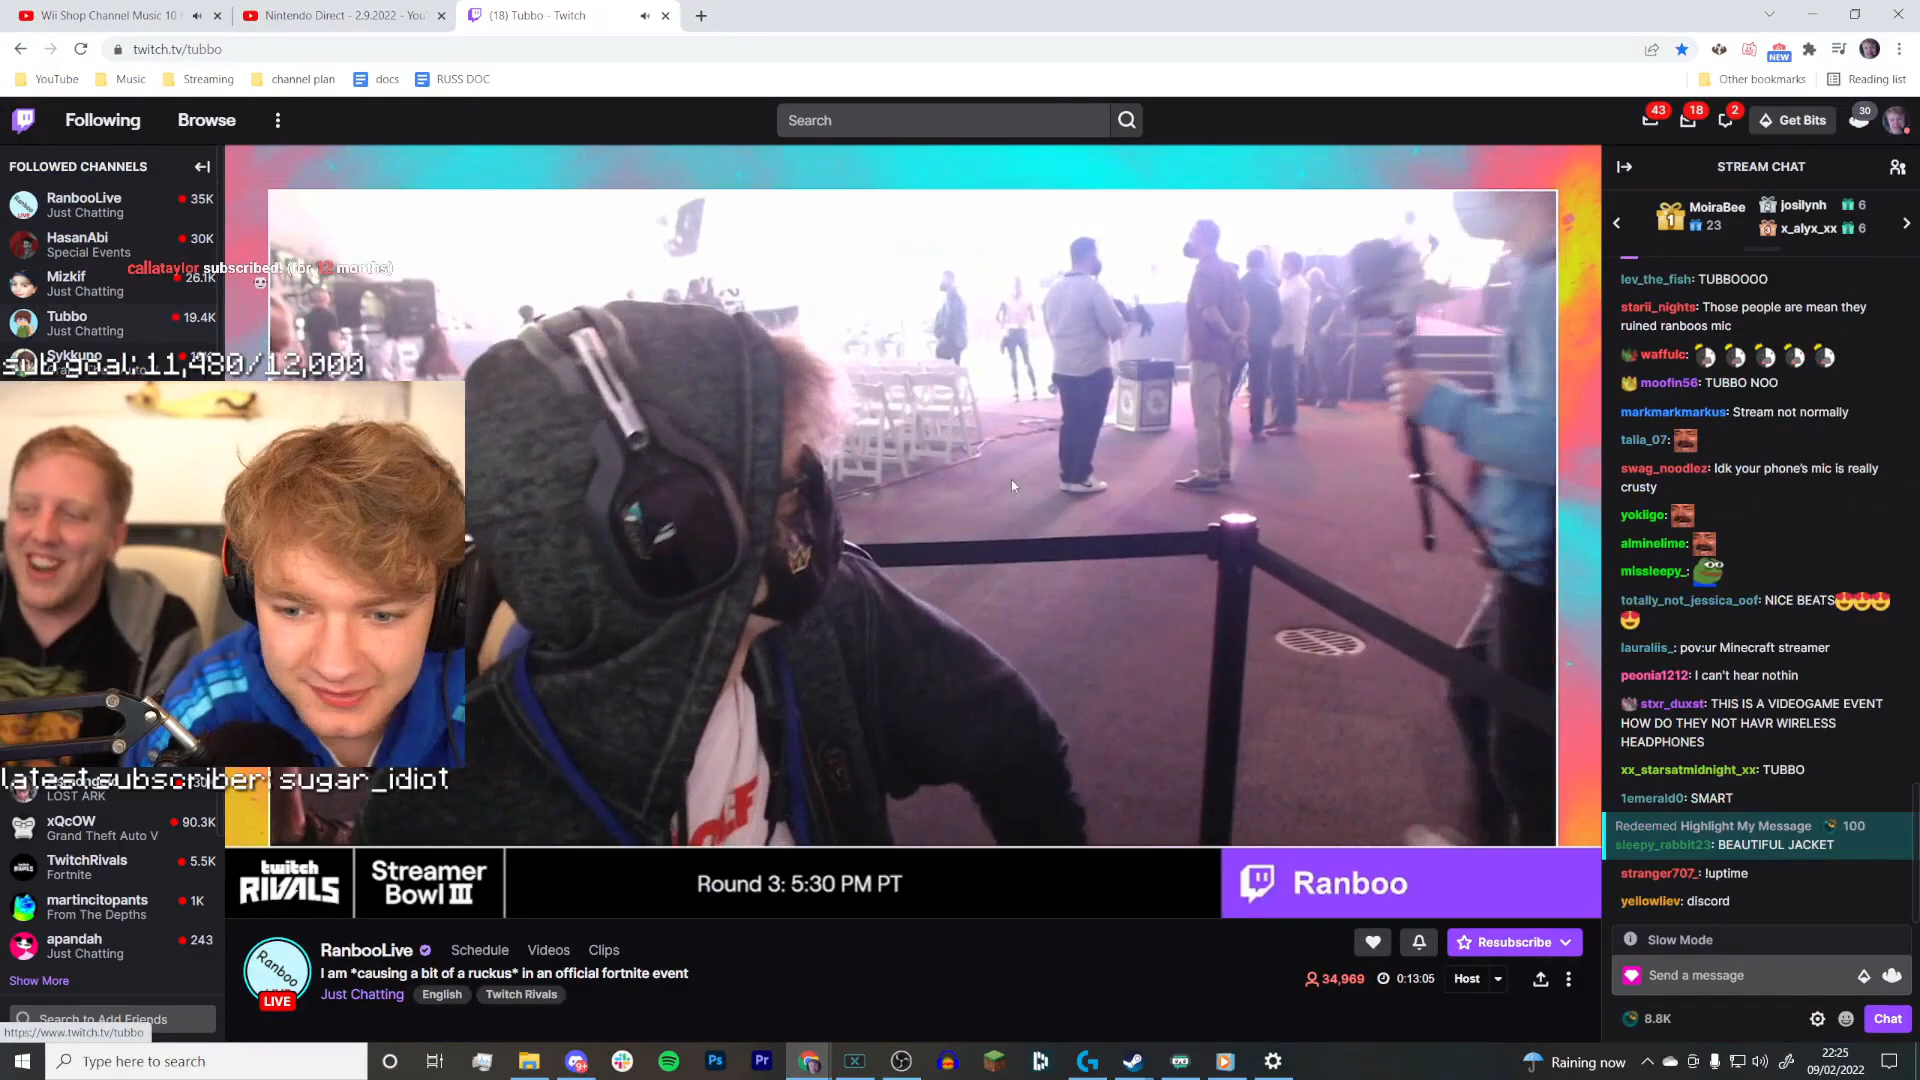 Wii Shop Channel Music 10
Nintendo Direct - 2.9.2022 - You
(18) Tubbo - Twitch
twitch.tv/tubbo
NEW
YouTube
Music
Streaming
channel plan
docs
RUSS DOC
Other bookmarks
Reading list
Following
Browse
Search
43
18
2
Get Bits
30
FOLLOWED CHANNELS
RanbooLive
Just Chatting
35K
HasanAbi
Special Events
30K
callataylor subscribed! (for 12 months)
Mizkif
Just Chatting
26.1K
Tubbo
Just Chatting
19.4K
Sykkuno
sub goal: 11,480/12,000
latest subscriber: sugar_idiot
LOST ARK
xQcOW
Grand Theft Auto V
90.3K
TwitchRivals
Fortnite
5.5K
martincitopants
From The Depths
1K
apandah
Just Chatting
243
Show More
Search to Add Friends
https://www.twitch.tv/tubbo
twitch
RIVALS
Streamer
Bowl III
Round 3: 5:30 PM PT
Ranboo
Ranboo
LIVE
RanbooLive
Schedule
Videos
Clips
I am *causing a bit of a ruckus* in an official fortnite event
Just Chatting
English
Twitch Rivals
Resubscribe
34,969
0:13:05
Host
STREAM CHAT
1
MoiraBee
23
josilynh 6
x_alyx_xx 6
lev_the_fish: TUBBOOOO
starii_nights: Those people are mean they
ruined ranboos mic
waffulc:
moofin56: TUBBO NOO
markmarkmarkus: Stream not normally
talia_07:
swag_noodlez: Idk your phone's mic is really
crusty
yokiigo:
alminelime:
missleepy_:
totally_not_jessica_oof: NICE BEATS
lauraliis_: pov:ur Minecraft streamer
peonia1212: I can't hear nothin
stxr_duxst: THIS IS A VIDEOGAME EVENT
HOW DO THEY NOT HAVR WIRELESS
HEADPHONES
xx_starsatmidnight_xx: TUBBO
1emerald0: SMART
Redeemed Highlight My Message 100
sleepy_rabbit23: BEAUTIFUL JACKET
stranger707_: !uptime
yellowliev: discord
Slow Mode
Send a message
8.8K
Chat
Type here to search
Raining now
22:25
09/02/2022